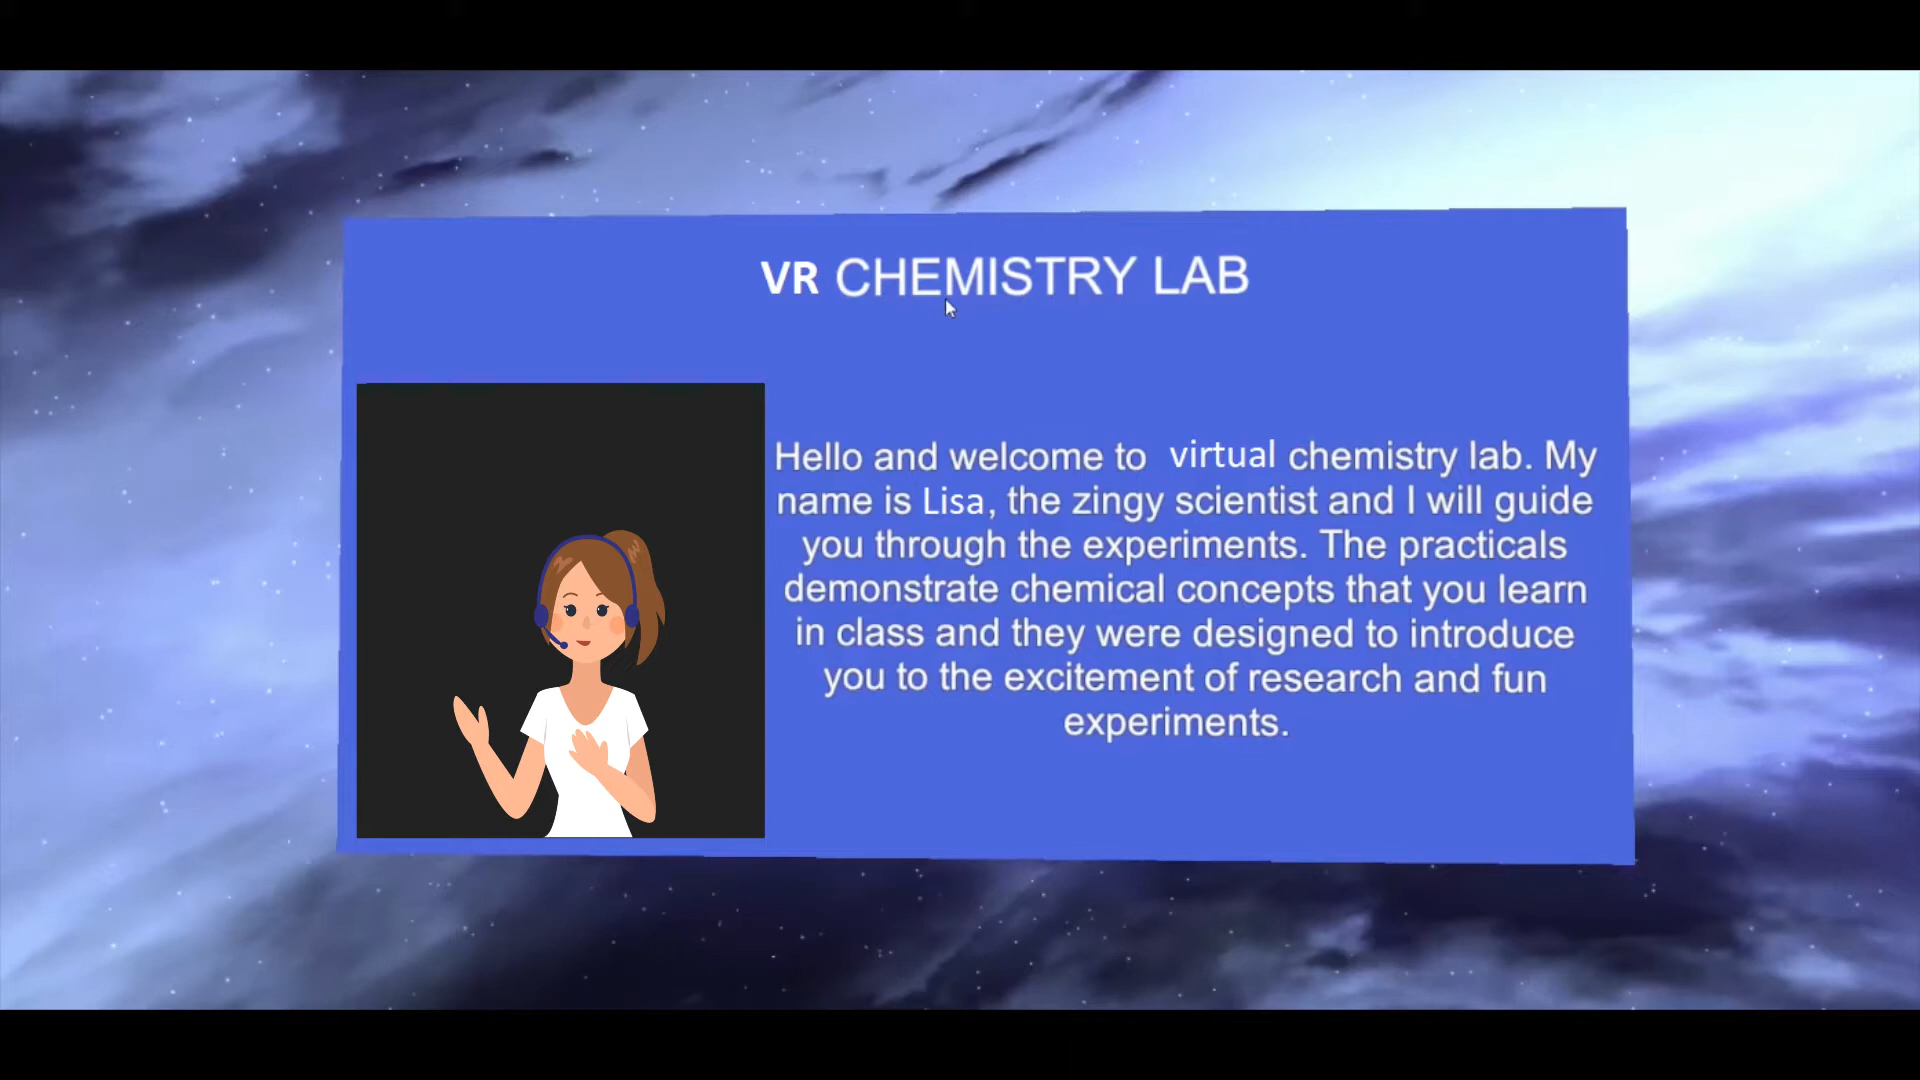 VR CHEMISTRY LAB
Hello and welcome to virtual chemistry lab. My
name is Lisa, the zingy scientist and I will guide
you through the experiments. The practicals
demonstrate chemical concepts that you learn
in class and they were designed to introduce
you to the excitement of research and fun
experiments.